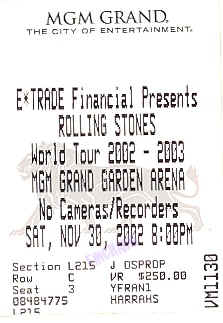 MGM GRAND.
THE CITY OF ENTERTAINMENT.
E*TRADE Financial Presents
ROLLING STONES
World Tour 2002 - 2003
MGM GRAND GARDEN ARENA
No Cameras/Recorders
SAT, NOV 30, 2002 8:00PM
Section L215 J DSPROP
Row C VR $250.00
Seat 3 YFRAN1
08484775 HARRAHS
L215
VM1130